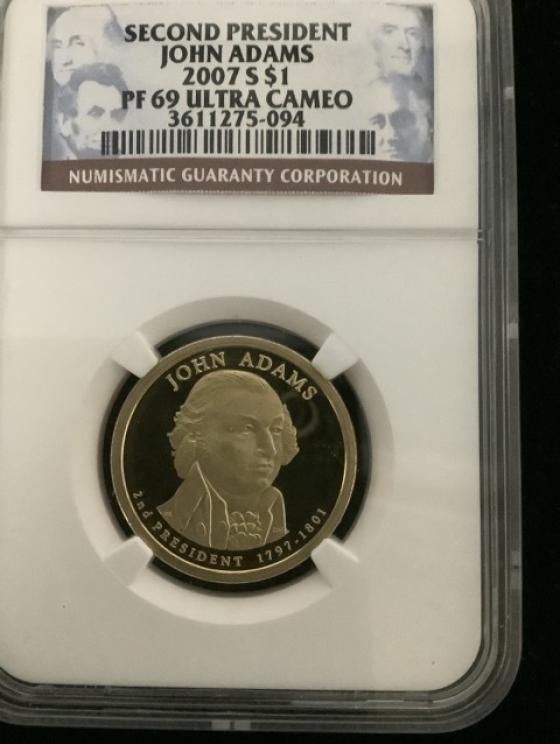 SECOND PRESIDENT
JOHN ADAMS
2007 S $1
PF 69 ULTRA CAMEO
3611275-094
NUMISMATIC GUARANTY CORPORATION
JOHN ADAMS
2nd PRESIDENT 1797-1801